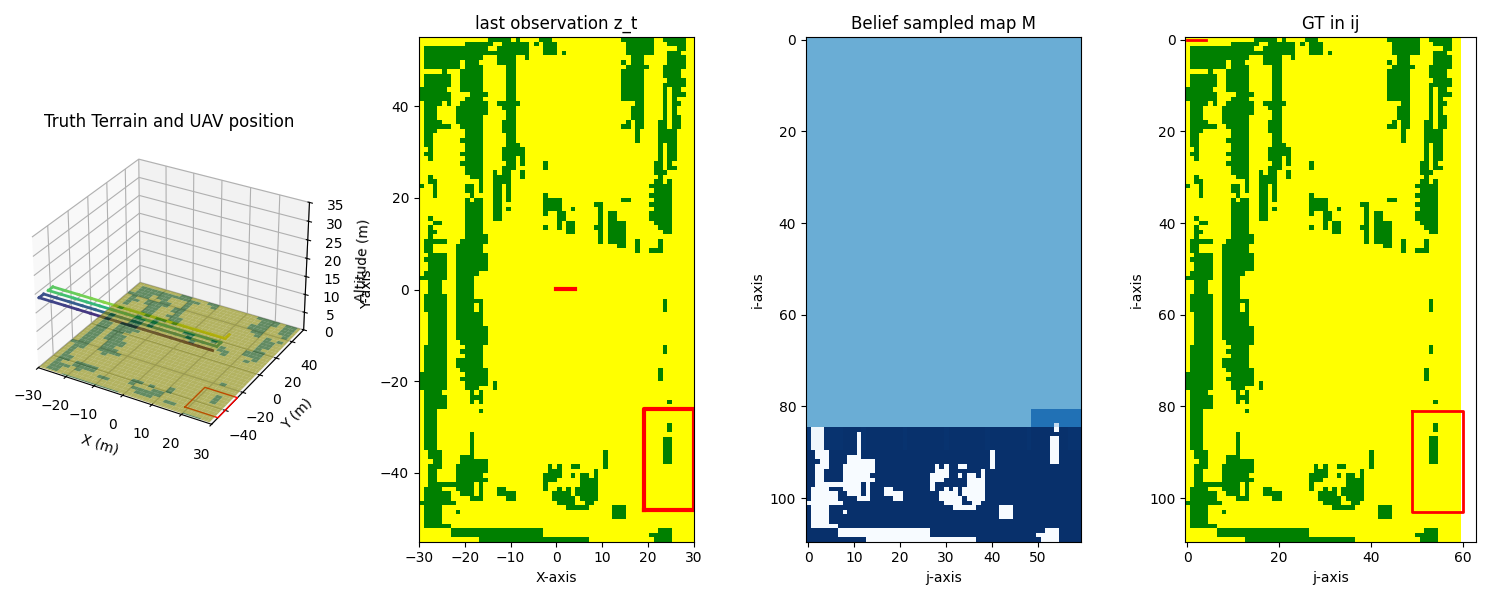 Truth Terrain and UAV position
35
30
25
20
15
10
5
0
Altitude (m)
−30
−20
−10
0
10
20
30
X (m)
−40
−20
0
20
40
Y (m)
last observation z_t
40
20
0
−20
−40
Y-axis
−30 −20 −10 0 10 20 30
X-axis
Belief sampled map M
0
20
40
60
80
100
i-axis
0 10 20 30 40 50
j-axis
GT in ij
0
20
40
60
80
100
i-axis
0 20 40 60
j-axis